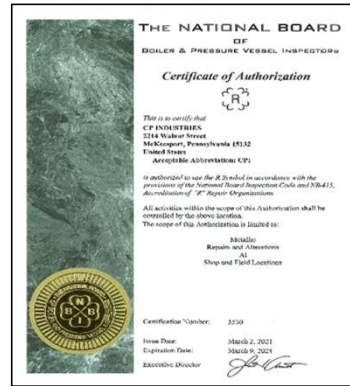 THE NATIONAL BOARD
OF
BOILER & PRESSURE VESSEL INSPECTORS
Certificate of Authorization
R
This is to certify that
CP INDUSTRIES
2214 Walnut Street
McKeesport, Pennsylvania 15132
United States
Acceptable Abbreviation: CPI
is authorized to use the R Symbol in accordance with the
provisions of the National Board Inspection Code and NB-415,
Accreditation of "R" Repair Organizations.
All activities within the scope of this Authorization shall be
controlled by the above location.
The scope of this Authorization is limited to:
Metallic
Repairs and Alterations
At
Shop and Field Locations
Certification Number: 3530
Issue Date: March 2, 2021
Expiration Date: March 9, 2024
Executive Director